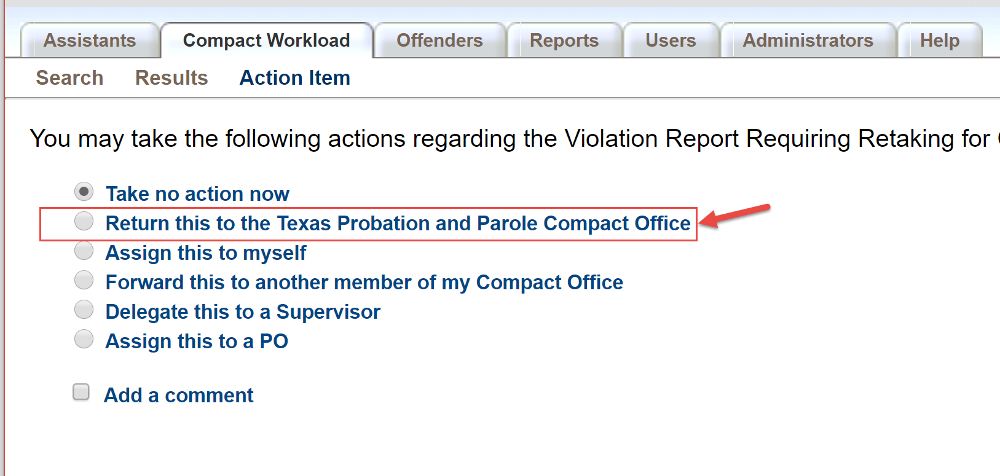 Assistants Compact Workload Offenders Reports Users Administrators Help
Search Results Action Item
You may take the following actions regarding the Violation Report Requiring Retaking for
Take no action now
Return this to the Texas Probation and Parole Compact Office
Assign this to myself
Forward this to another member of my Compact Office
Delegate this to a Supervisor
Assign this to a PO
Add a comment